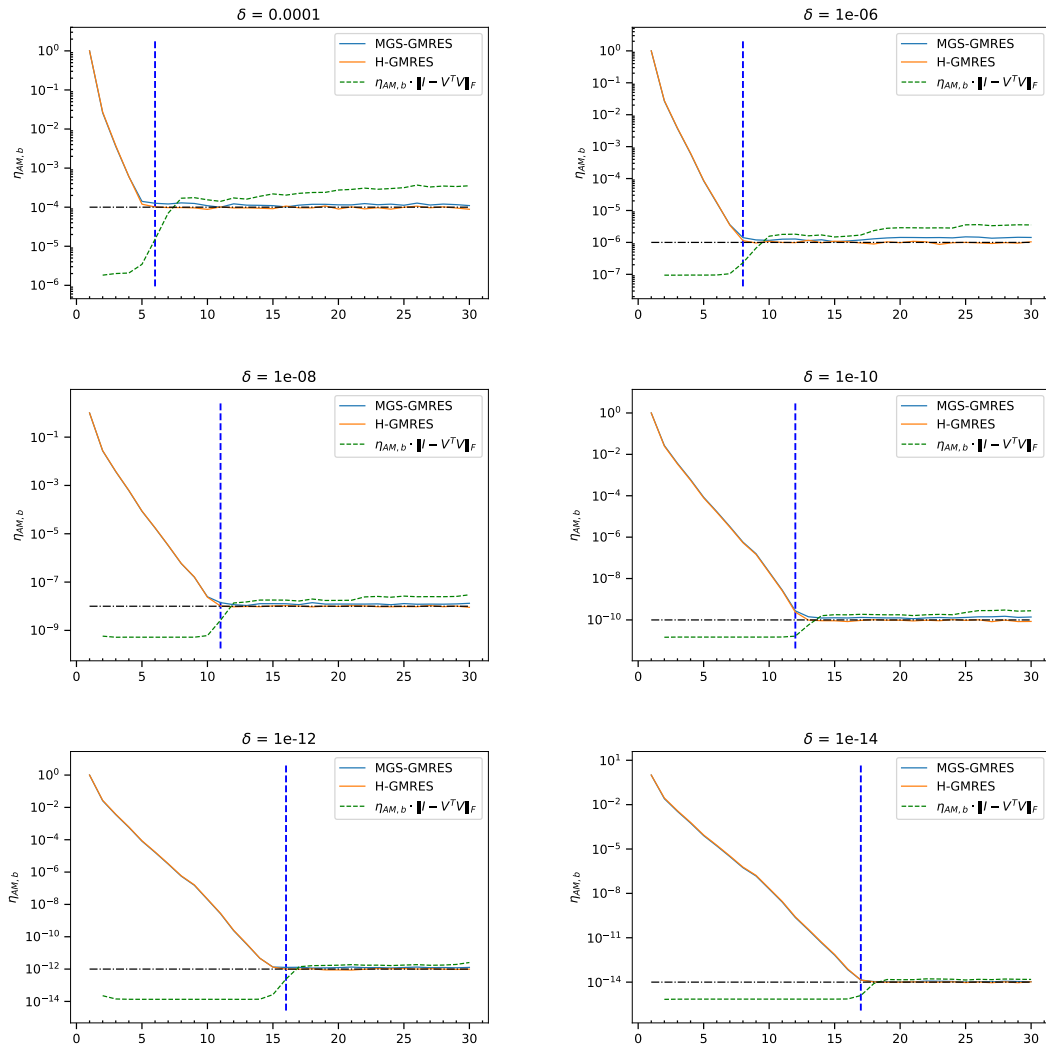 δ = 0.0001
MGS-GMRES
H-GMRES
η_{AM, b} · ‖I − V^T V‖_F
η_{AM, b}
10^0
10^{-1}
10^{-2}
10^{-3}
10^{-4}
10^{-5}
10^{-6}
0 5 10 15 20 25 30
δ = 1e-06
MGS-GMRES
H-GMRES
η_{AM, b} · ‖I − V^T V‖_F
η_{AM, b}
10^0
10^{-1}
10^{-2}
10^{-3}
10^{-4}
10^{-5}
10^{-6}
10^{-7}
0 5 10 15 20 25 30
δ = 1e-08
MGS-GMRES
H-GMRES
η_{AM, b} · ‖I − V^T V‖_F
η_{AM, b}
10^{-1}
10^{-3}
10^{-5}
10^{-7}
10^{-9}
0 5 10 15 20 25 30
δ = 1e-10
MGS-GMRES
H-GMRES
η_{AM, b} · ‖I − V^T V‖_F
η_{AM, b}
10^0
10^{-2}
10^{-4}
10^{-6}
10^{-8}
10^{-10}
0 5 10 15 20 25 30
δ = 1e-12
MGS-GMRES
H-GMRES
η_{AM, b} · ‖I − V^T V‖_F
η_{AM, b}
10^0
10^{-2}
10^{-4}
10^{-6}
10^{-8}
10^{-10}
10^{-12}
10^{-14}
0 5 10 15 20 25 30
δ = 1e-14
MGS-GMRES
H-GMRES
η_{AM, b} · ‖I − V^T V‖_F
η_{AM, b}
10^1
10^{-2}
10^{-5}
10^{-8}
10^{-11}
10^{-14}
0 5 10 15 20 25 30